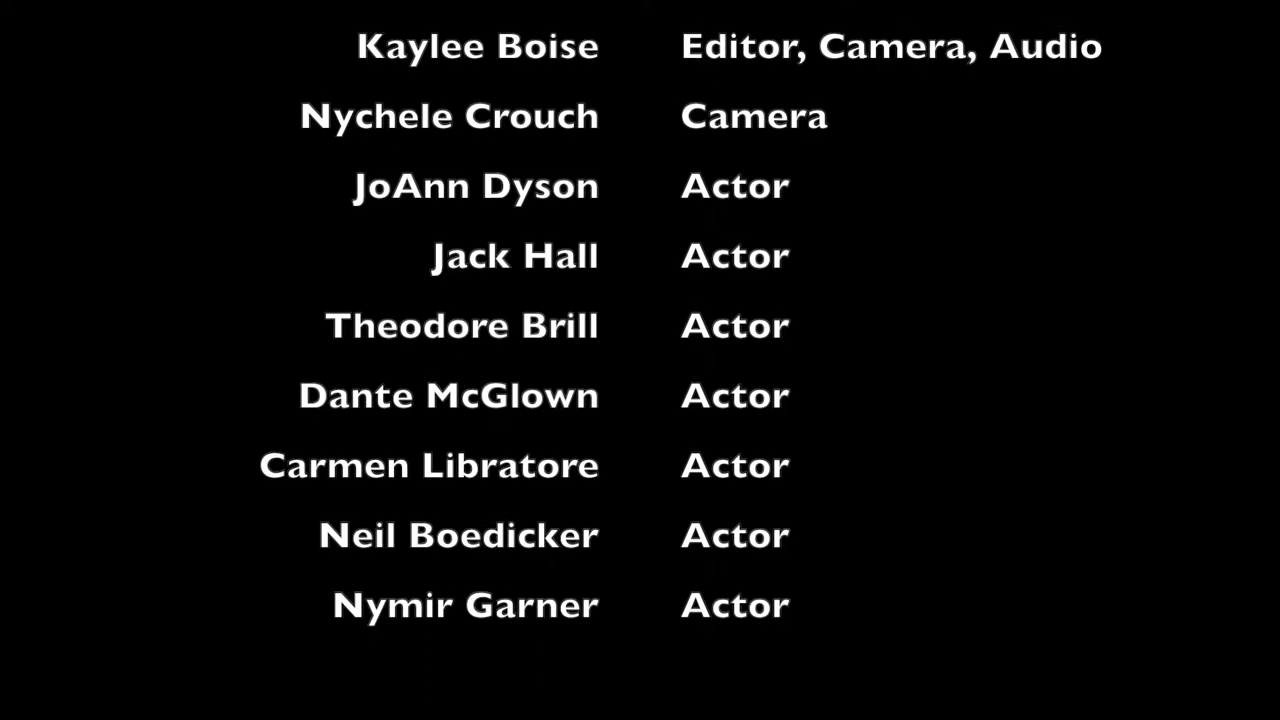 Kaylee Boise Editor, Camera, Audio
Nychele Crouch Camera
JoAnn Dyson Actor
Jack Hall Actor
Theodore Brill Actor
Dante McGlown Actor
Carmen Libratore Actor
Neil Boedicker Actor
Nymir Garner Actor